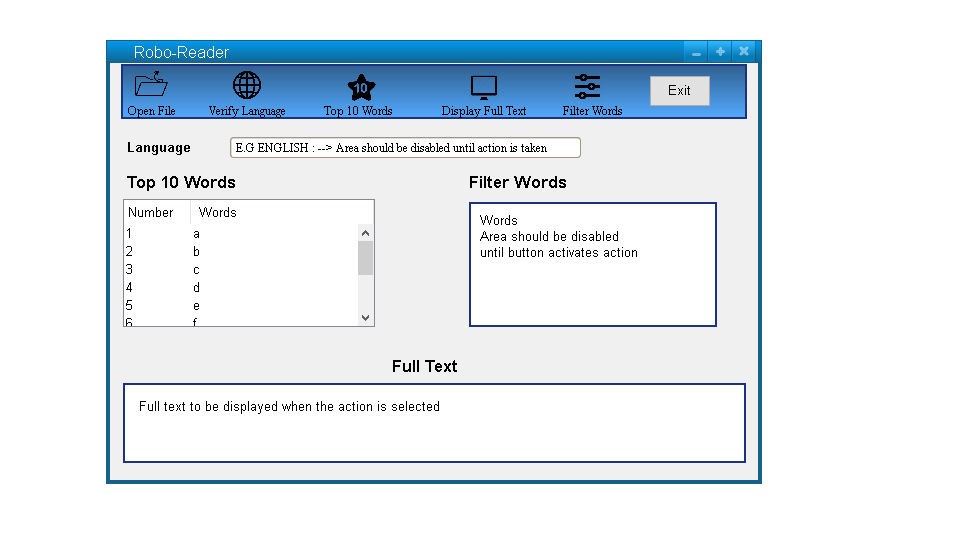 Robo-Reader
10
Open File Verify Language Top 10 Words Display Full Text Filter Words Exit
Language E.G ENGLISH : --> Area should be disabled until action is taken
Top 10 Words
Number Words
1 a
2 b
3 c
4 d
5 e
6 f
Filter Words
Words
Area should be disabled
until button activates action
Full Text
Full text to be displayed when the action is selected